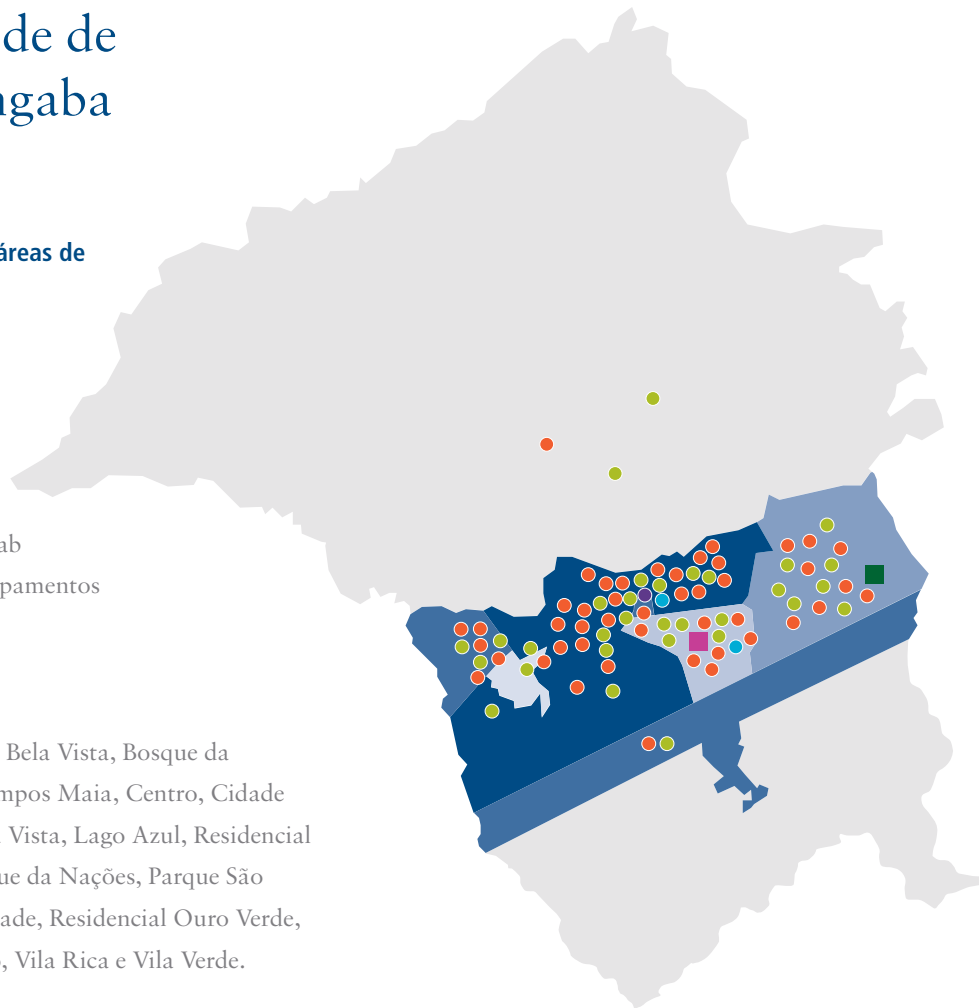 de de
ngaba
áreas de
ab
pamentos
Bela Vista, Bosque da
mpos Maia, Centro, Cidade
Vista, Lago Azul, Residencial
ue da Nações, Parque São
ade, Residencial Ouro Verde,
, Vila Rica e Vila Verde.